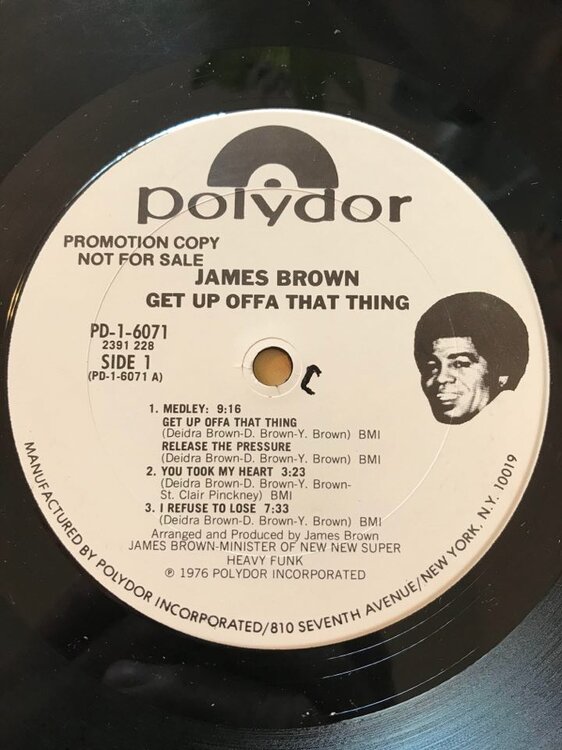 polydor
PROMOTION COPY
NOT FOR SALE
JAMES BROWN
GET UP OFFA THAT THING
PD-1-6071
2391 228
SIDE 1
(PD-1-6071 A)
C
1. MEDLEY: 9:16
GET UP OFFA THAT THING
(Deidra Brown-D. Brown-Y. Brown) BMI
RELEASE THE PRESSURE
(Deidra Brown-D. Brown-Y. Brown) BMI
2. YOU TOOK MY HEART 3:23
(Deidra Brown-D. Brown-Y. Brown-
St. Clair Pinckney) BMI
3. I REFUSE TO LOSE 7:33
(Deidra Brown-D. Brown-Y. Brown) BMI
Arranged and Produced by James Brown
JAMES BROWN-MINISTER OF NEW NEW SUPER
HEAVY FUNK
℗ 1976 POLYDOR INCORPORATED
MANUFACTURED BY POLYDOR INCORPORATED/810 SEVENTH AVENUE/NEW YORK, N.Y. 10019